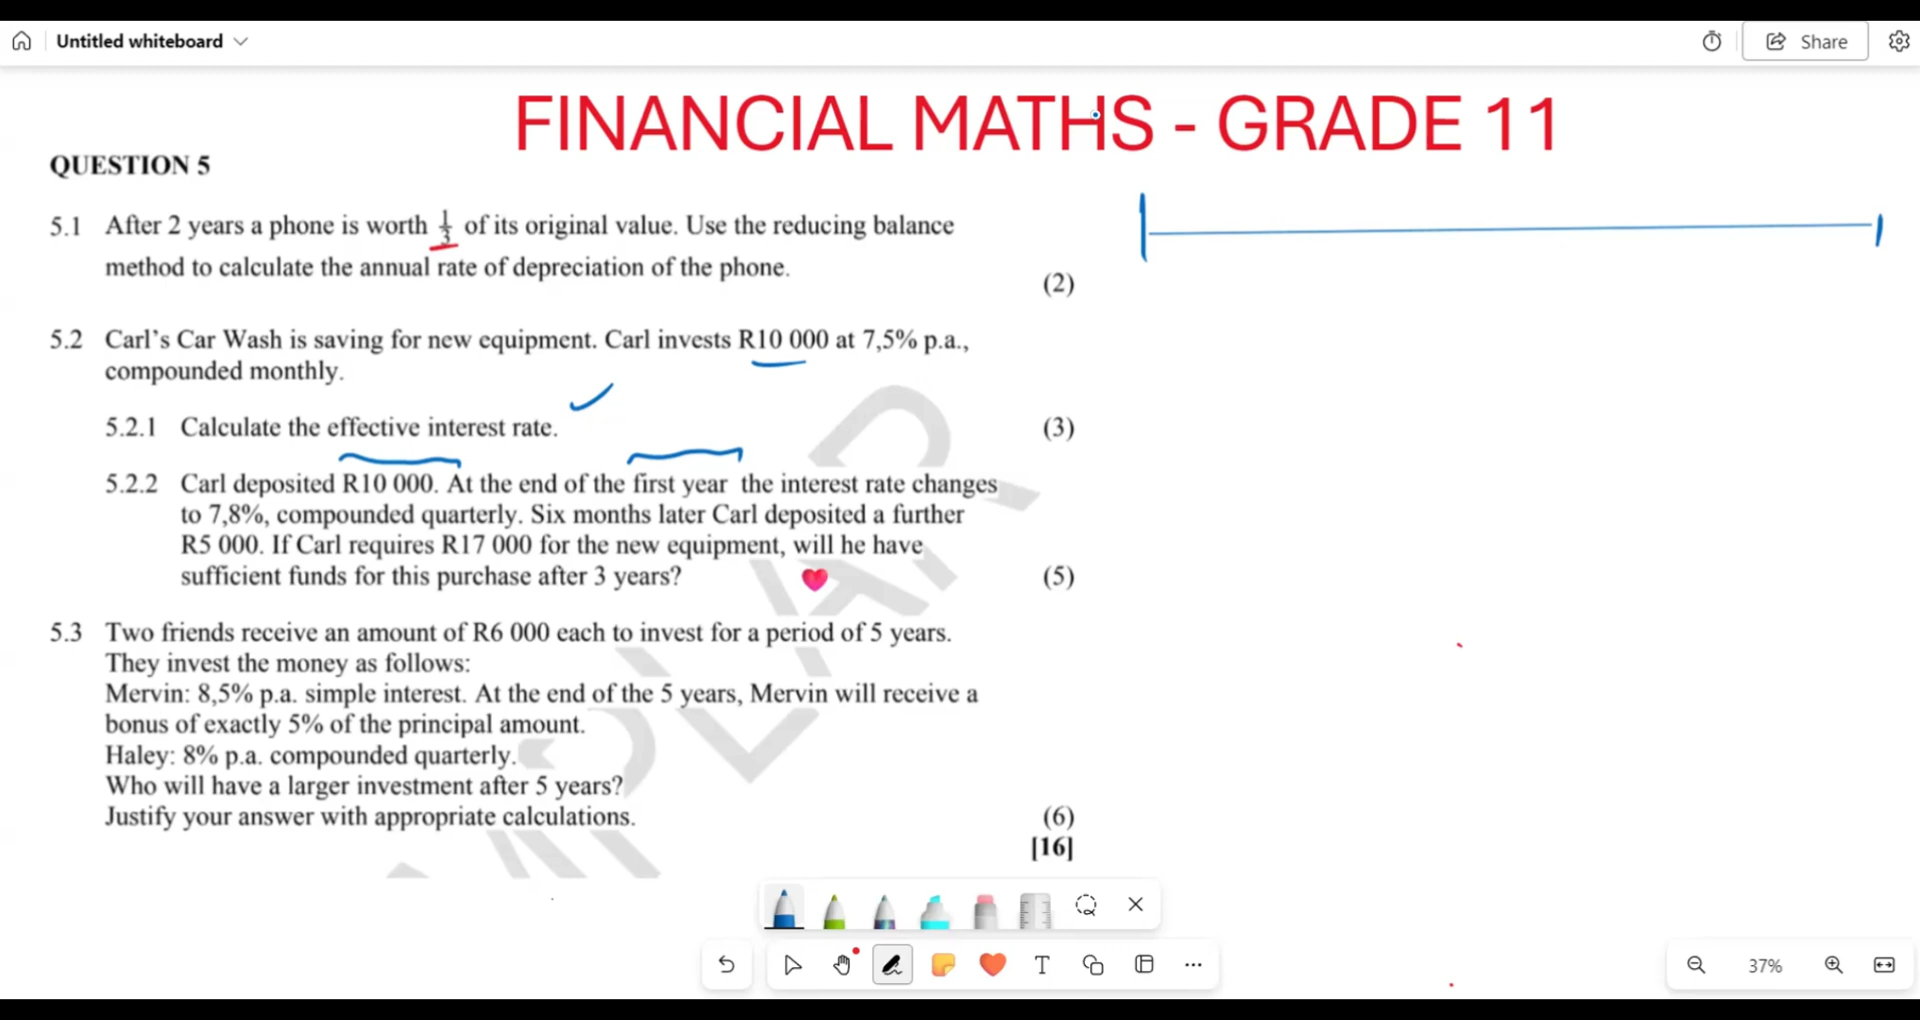 Untitled whiteboard
Share
FINANCIAL MATHS - GRADE 11
QUESTION 5
5.1 After 2 years a phone is worth 1/3 of its original value. Use the reducing balance
method to calculate the annual rate of depreciation of the phone.
(2)
5.2 Carl's Car Wash is saving for new equipment. Carl invests R10 000 at 7,5% p.a.,
compounded monthly.
5.2.1 Calculate the effective interest rate. (3)
5.2.2 Carl deposited R10 000. At the end of the first year the interest rate changes
to 7,8%, compounded quarterly. Six months later Carl deposited a further
R5 000. If Carl requires R17 000 for the new equipment, will he have
sufficient funds for this purchase after 3 years? (5)
5.3 Two friends receive an amount of R6 000 each to invest for a period of 5 years.
They invest the money as follows:
Mervin: 8,5% p.a. simple interest. At the end of the 5 years, Mervin will receive a
bonus of exactly 5% of the principal amount.
Haley: 8% p.a. compounded quarterly.
Who will have a larger investment after 5 years?
Justify your answer with appropriate calculations. (6)
[16]
37%